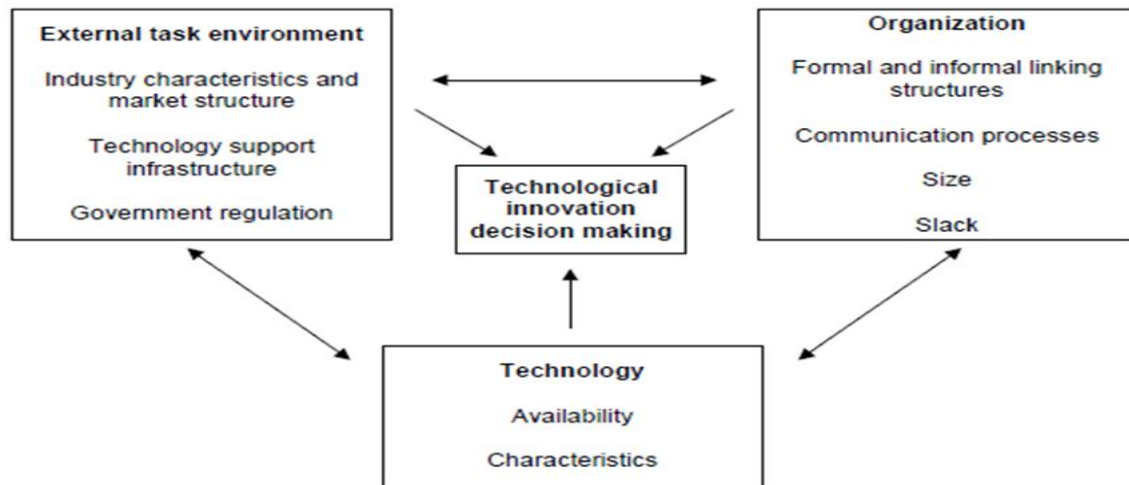 External task environment
Industry characteristics and
market structure
Technology support
infrastructure
Government regulation
Organization
Formal and informal linking
structures
Communication processes
Size
Slack
Technological
innovation
decision making
Technology
Availability
Characteristics